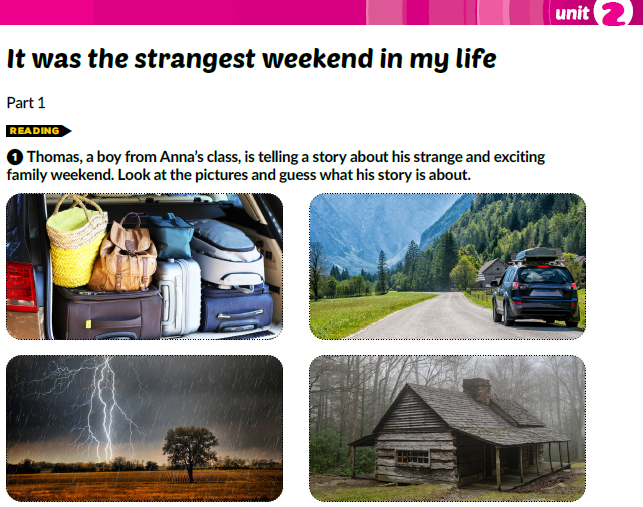 unit 2
It was the strangest weekend in my life
Part 1
READING
1 Thomas, a boy from Anna's class, is telling a story about his strange and exciting
family weekend. Look at the pictures and guess what his story is about.